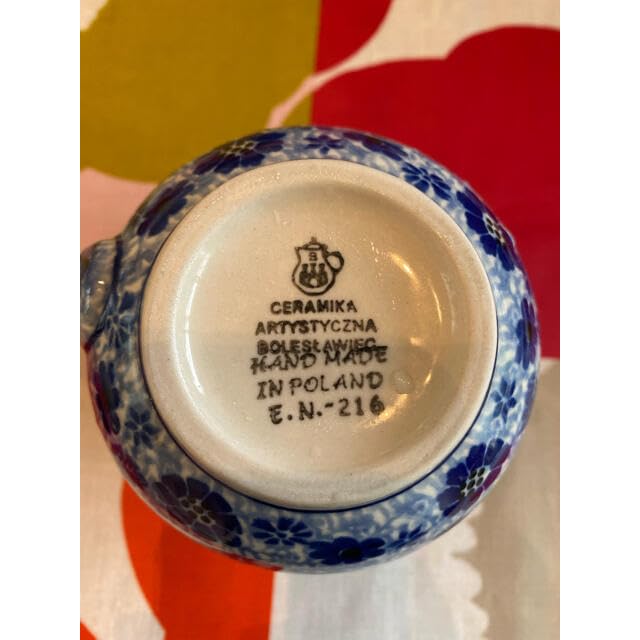 B
CERAMIKA
ARTYSTYCZNA
BOLESŁAWIEC
HAND MADE
IN POLAND
E.N.-216